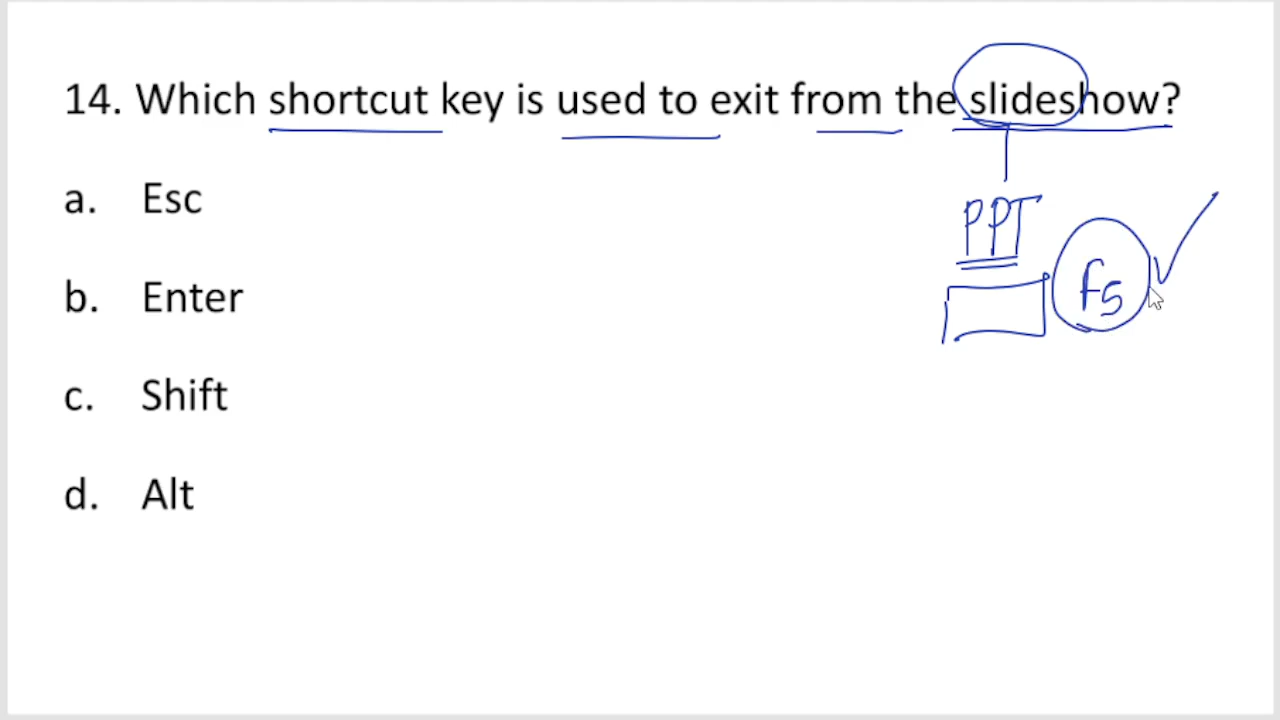 14. Which shortcut key is used to exit from the slideshow?
a. Esc
PPT
b. Enter
f5
c. Shift
d. Alt